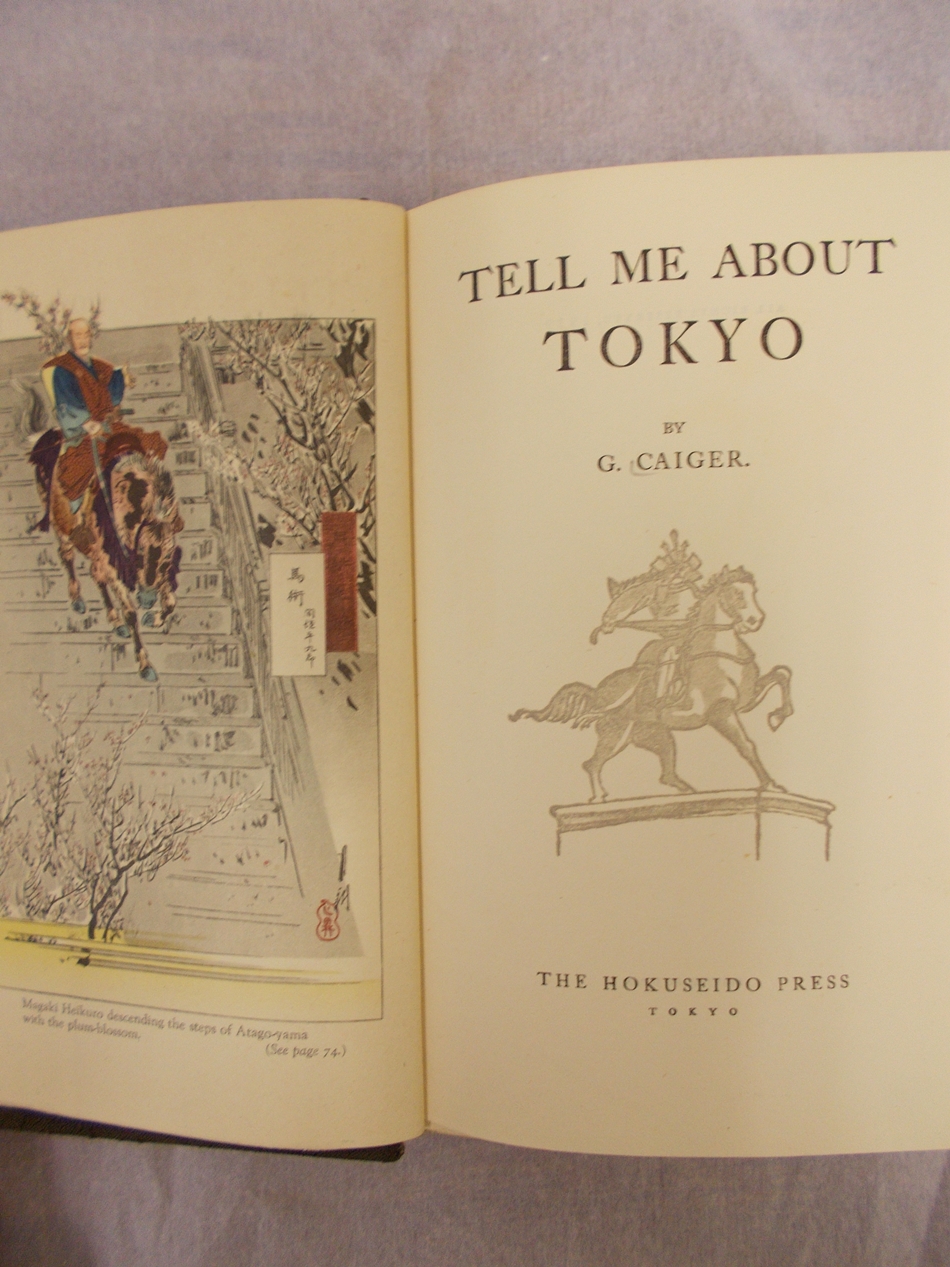 馬術
Magaki Heikuro descending the steps of Atago-yama
with the plum-blossom.
(See page 74.)
TELL ME ABOUT
TOKYO
BY
G. CAIGER.
THE HOKUSEIDO PRESS
TOKYO